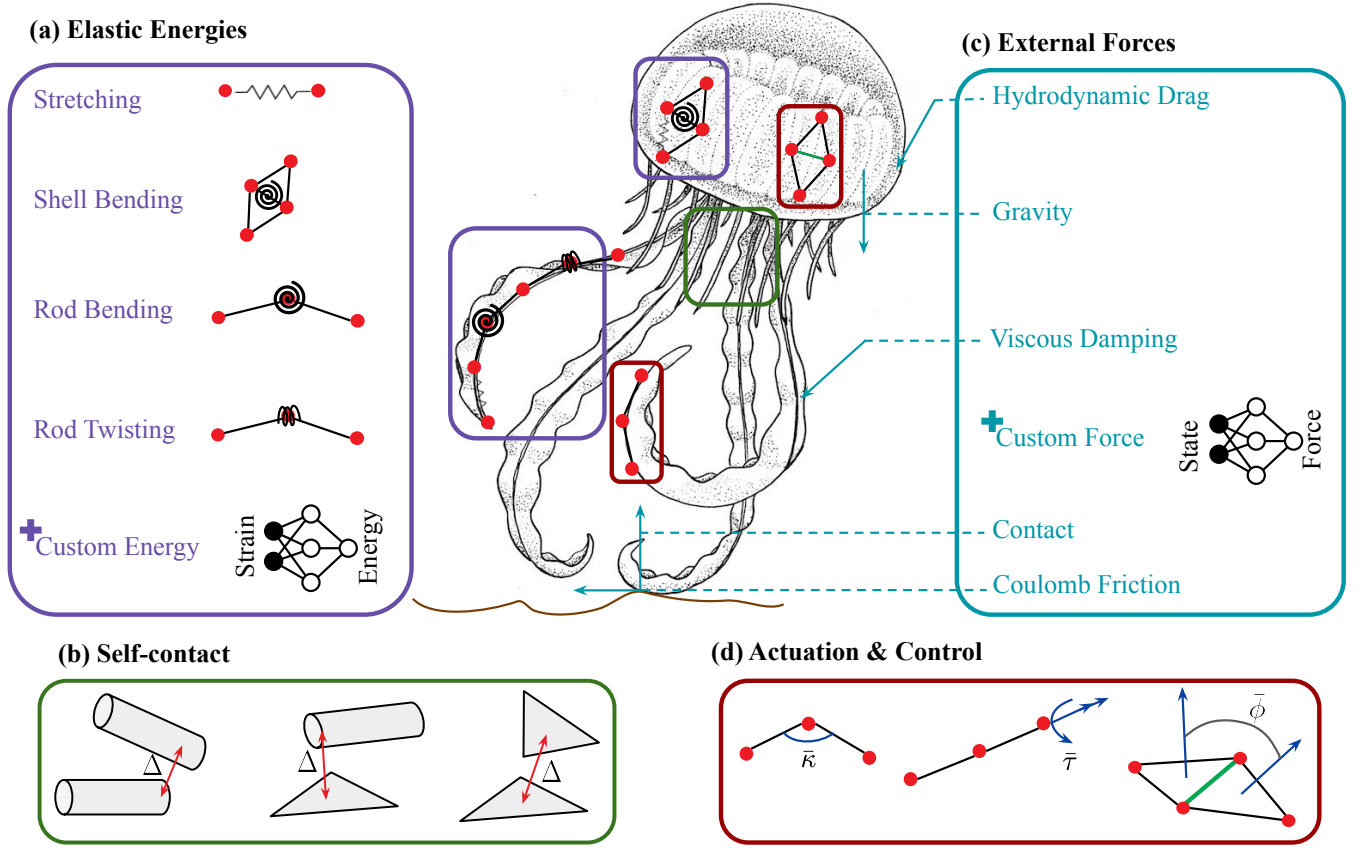 (a) Elastic Energies
Stretching
Shell Bending
Rod Bending
Rod Twisting
Custom Energy
Strain
Energy
(c) External Forces
Hydrodynamic Drag
Gravity
Viscous Damping
Custom Force
State
Force
Contact
Coulomb Friction
(b) Self-contact
Δ
Δ
Δ
(d) Actuation & Control
κ̄
τ̄
ϕ̄